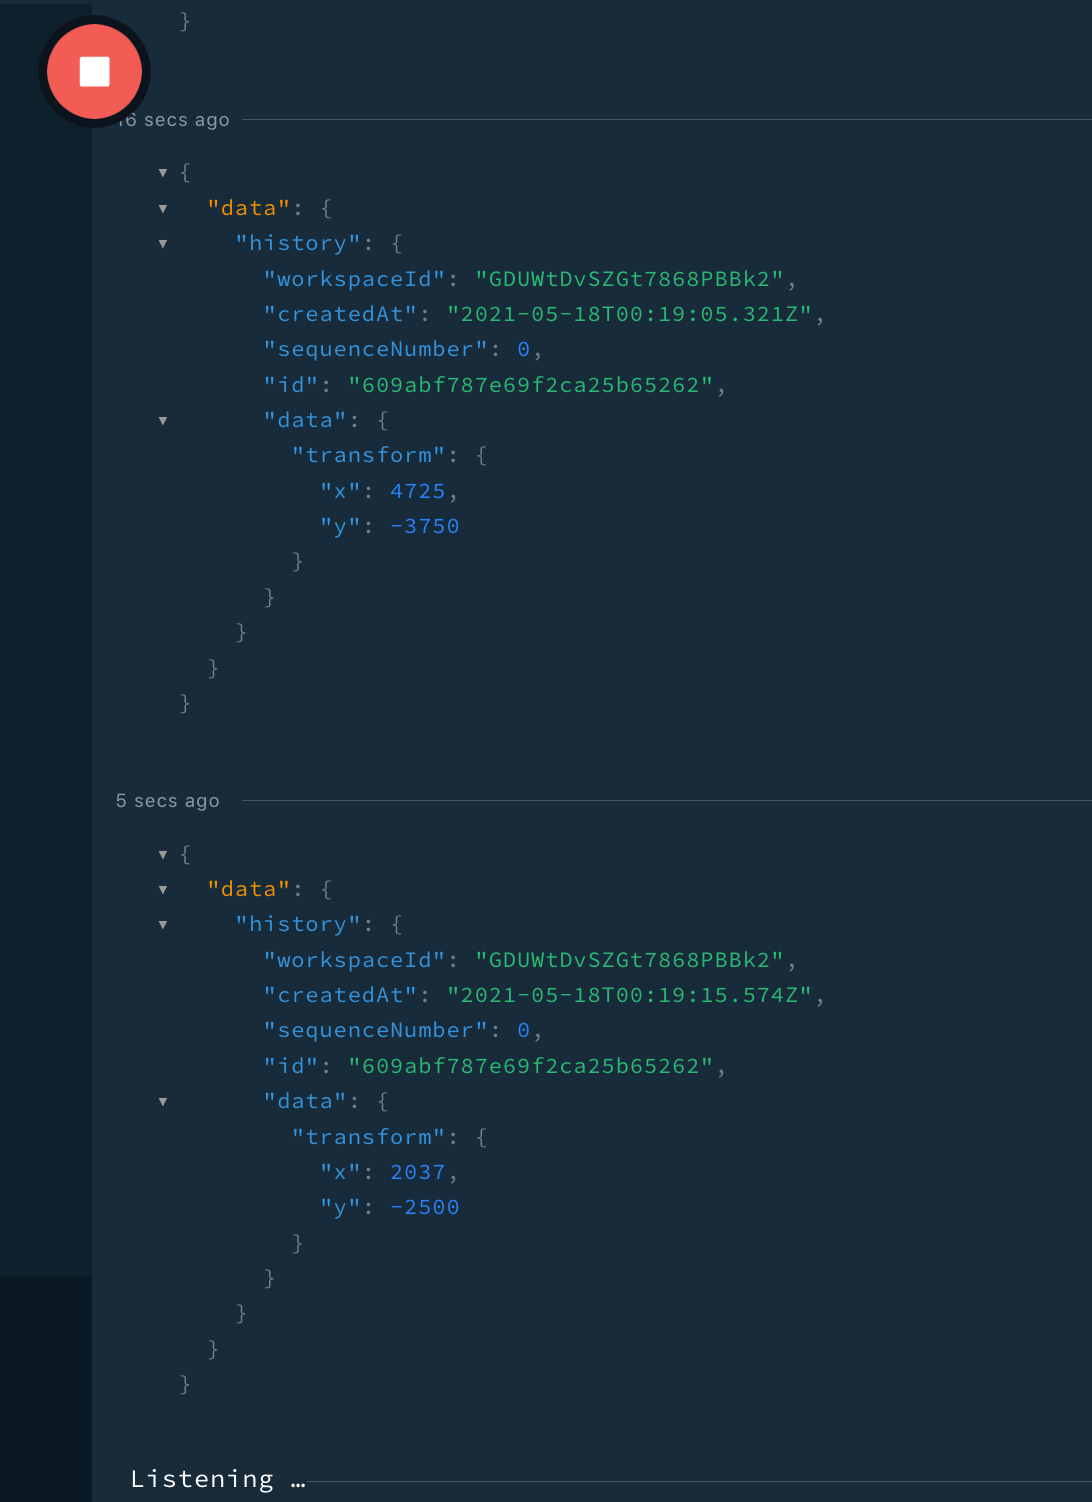 }
16 secs ago
▼ {
▼ "data": {
▼ "history": {
"workspaceId": "GDUWtDvSZGt7868PBBk2",
"createdAt": "2021-05-18T00:19:05.321Z",
"sequenceNumber": 0,
"id": "609abf787e69f2ca25b65262",
▼ "data": {
"transform": {
"x": 4725,
"y": -3750
}
}
}
}
}
5 secs ago
▼ {
▼ "data": {
▼ "history": {
"workspaceId": "GDUWtDvSZGt7868PBBk2",
"createdAt": "2021-05-18T00:19:15.574Z",
"sequenceNumber": 0,
"id": "609abf787e69f2ca25b65262",
▼ "data": {
"transform": {
"x": 2037,
"y": -2500
}
}
}
}
}
Listening …